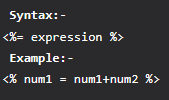 Syntax:-
<%= expression %>
Example:-
<% num1 = num1+num2 %>